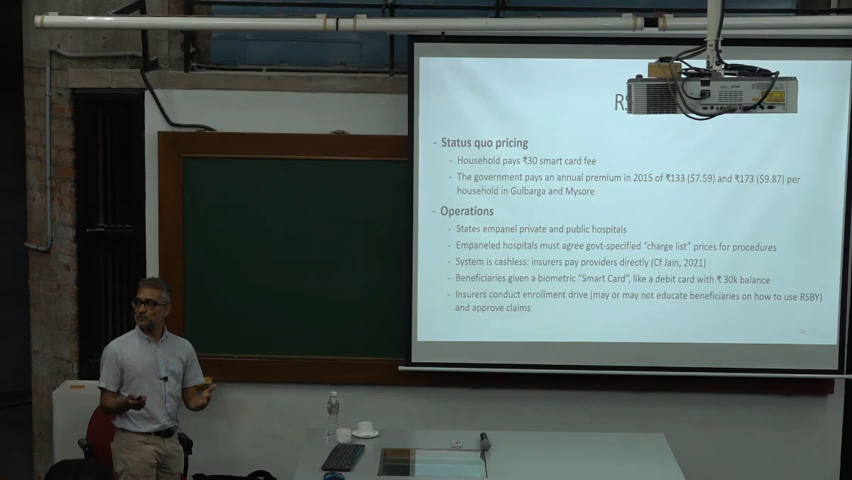 - Status quo pricing
- Household pays ₹30 smart card fee
- The government pays an annual premium in 2015 of ₹133 ($7.59) and ₹173 ($9.87) per
household in Gulbarga and Mysore
- Operations
- States empanel private and public hospitals
- Empaneled hospitals must agree govt-specified “charge list” prices for procedures
- System is cashless: insurers pay providers directly (Cf Jain, 2021)
- Beneficiaries given a biometric “Smart Card”, like a debit card with ₹ 30k balance
- Insurers conduct enrollment drive (may or may not educate beneficiaries on how to use RSBY)
and approve claims